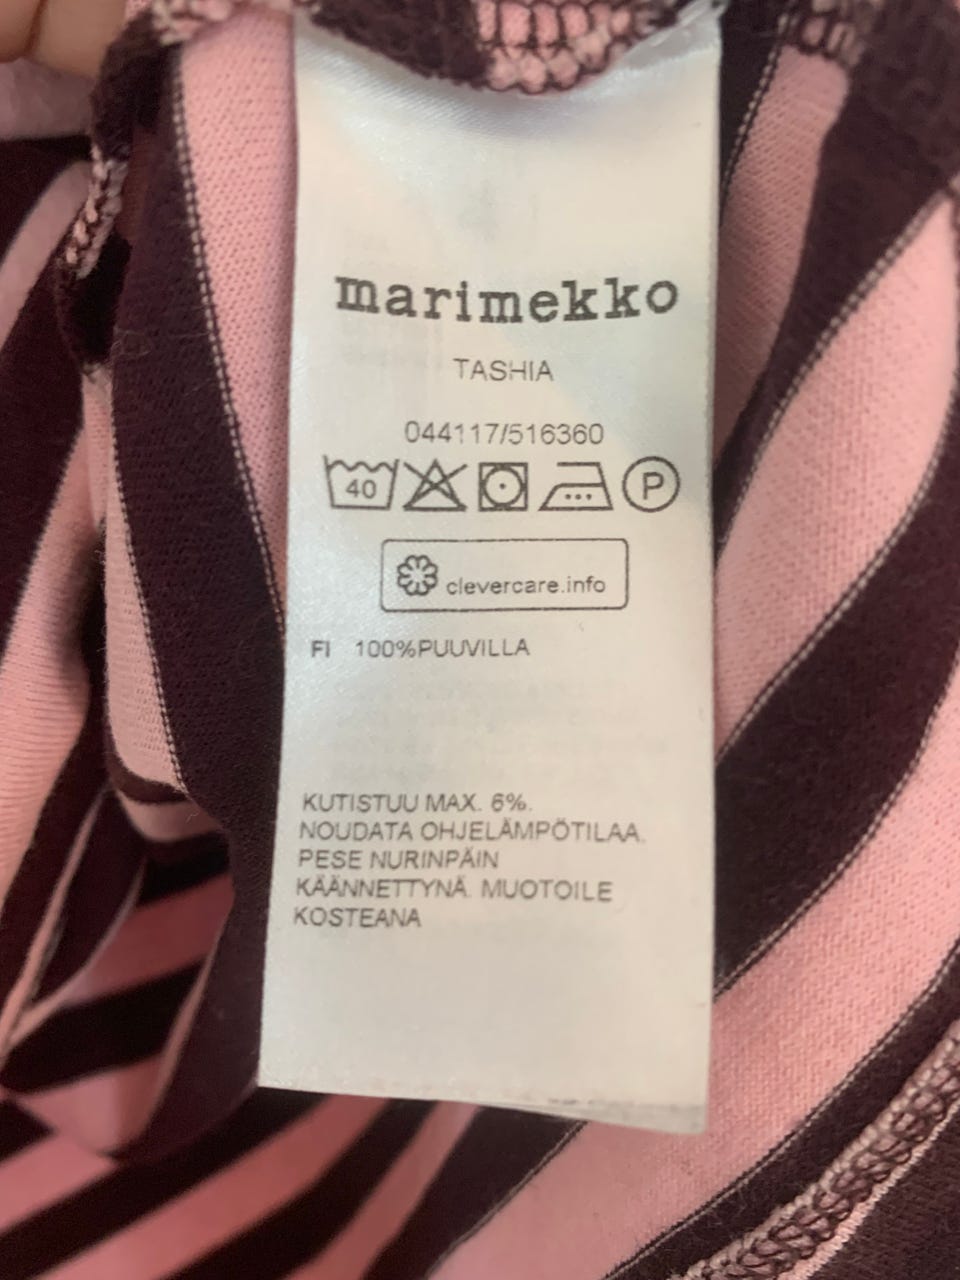 marimekko
TASHIA
044117/516360
40 P
clevercare.info
FI 100%PUUVILLA
KUTISTUU MAX. 6%.
NOUDATA OHJELÄMPÖTILAA.
PESE NURINPÄIN
KÄÄNNETTYNÄ. MUOTOILE
KOSTEANA